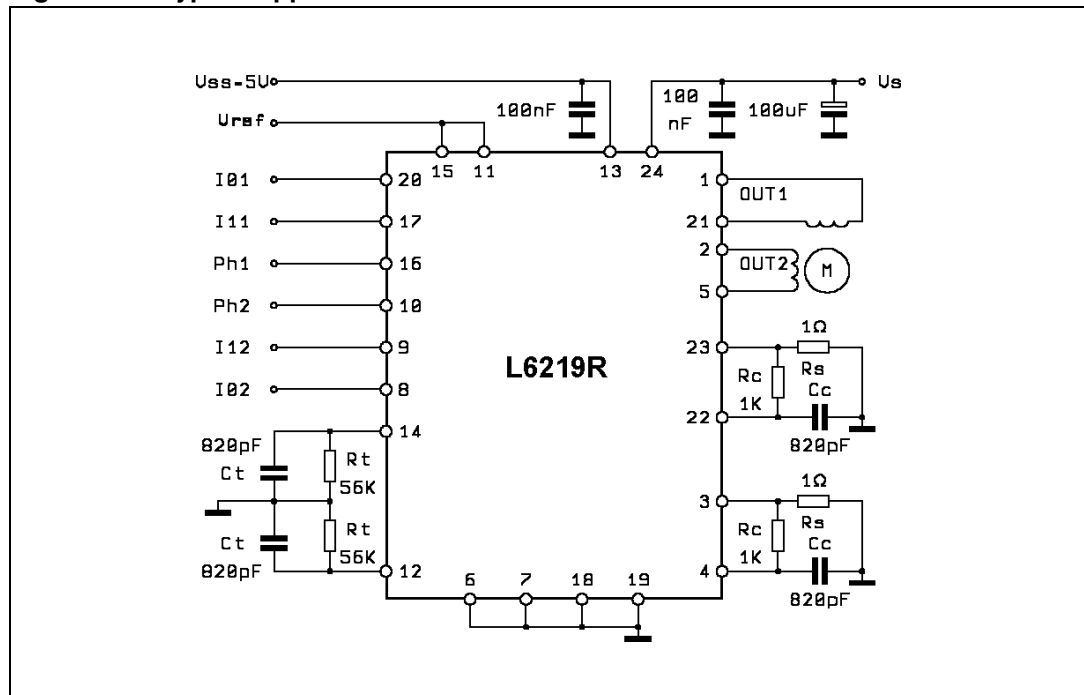 Vss-5V
Vs
100nF
100
nF
100uF
Vref
15
11
13
24
I01
20
1
OUT1
I11
17
21
2
Ph1
16
OUT2
M
Ph2
10
5
I12
9
23
1Ω
Rs
L6219R
Rc
1K
Cc
I02
8
22
820pF
14
820pF
Ct
Rt
56K
3
1Ω
Rs
Ct
Rt
56K
Rc
1K
Cc
820pF
12
4
820pF
6
7
18
19